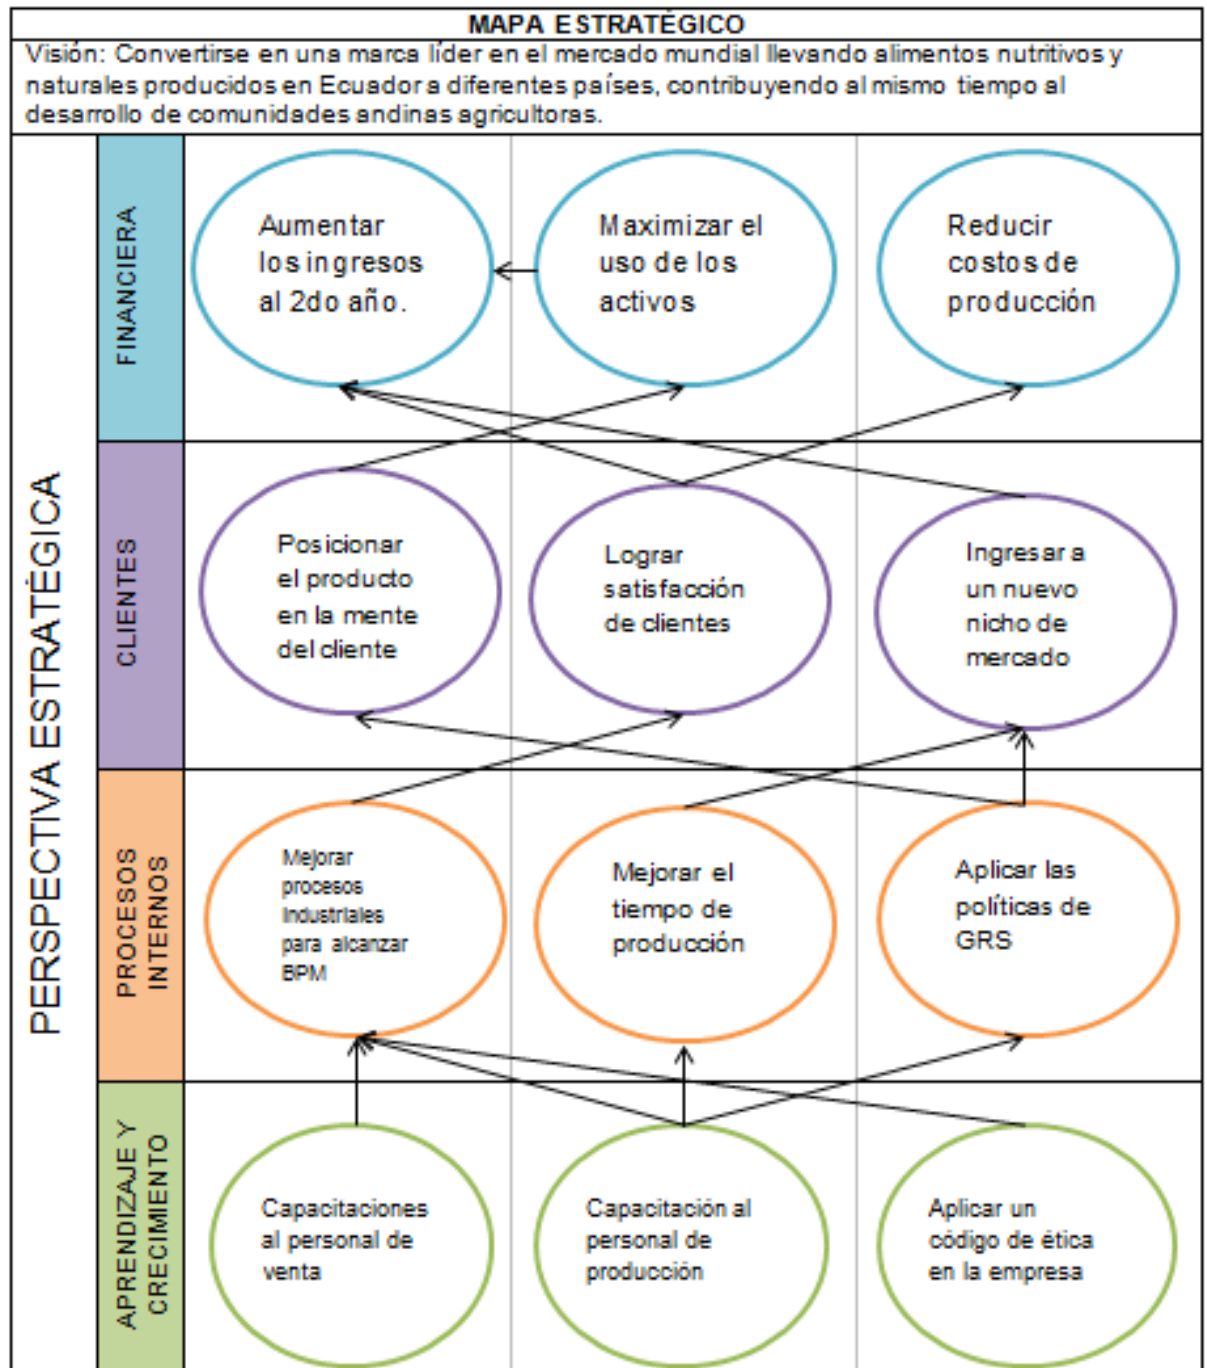 MAPA ESTRATÉGICO
Visión: Convertirse en una marca líder en el mercado mundial llevando alimentos nutritivos y
naturales producidos en Ecuador a diferentes países, contribuyendo al mismo tiempo al
desarrollo de comunidades andinas agricultoras.
PERSPECTIVA ESTRATÉGICA
FINANCIERA
Aumentar
los ingresos
al 2do año.
Maximizar el
uso de los
activos
Reducir
costos de
producción
CLIENTES
Posicionar
el producto
en la mente
del cliente
Lograr
satisfacción
de clientes
Ingresar a
un nuevo
nicho de
mercado
PROCESOS
INTERNOS
Mejorar
procesos
industriales
para alcanzar
BPM
Mejorar el
tiempo de
producción
Aplicar las
políticas de
GRS
APRENDIZAJE Y
CRECIMIENTO
Capacitaciones
al personal de
venta
Capacitación al
personal de
producción
Aplicar un
código de ética
en la empresa